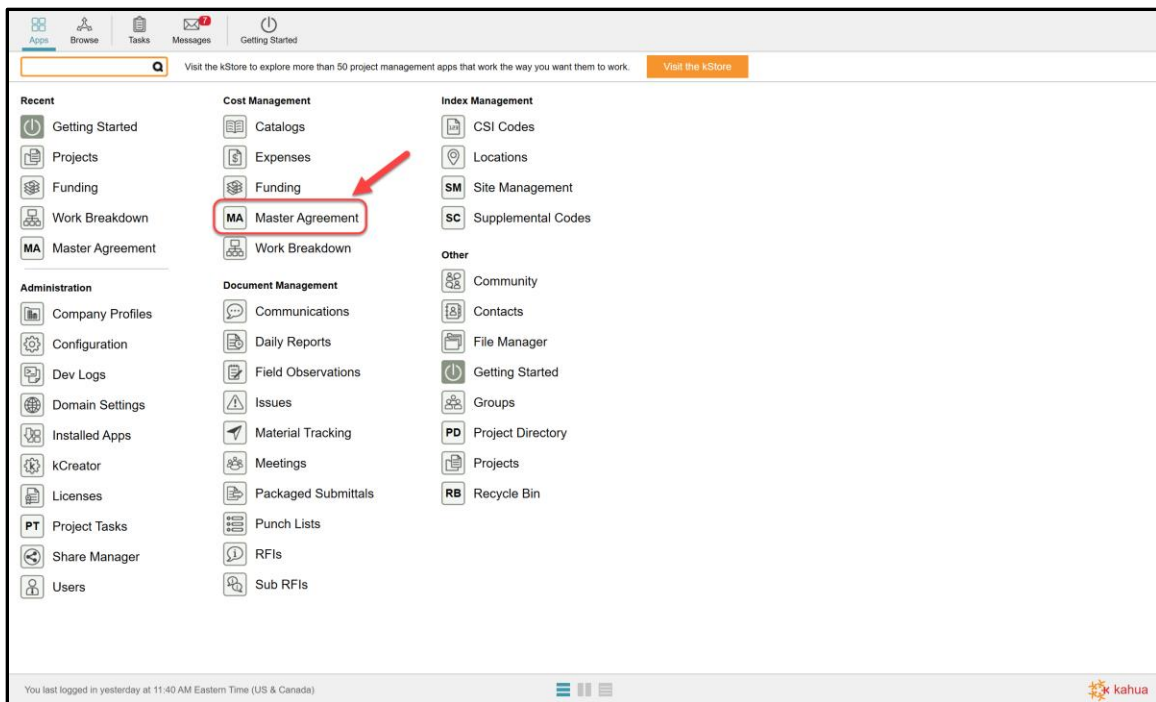 Apps
Browse
Tasks
7
Messages
Getting Started
Visit the kStore to explore more than 50 project management apps that work the way you want them to work.
Visit the kStore
Recent
Getting Started
Projects
Funding
Work Breakdown
MA Master Agreement
Administration
Company Profiles
Configuration
Dev Logs
Domain Settings
Installed Apps
kCreator
Licenses
PT Project Tasks
Share Manager
Users
Cost Management
Catalogs
Expenses
Funding
MA Master Agreement
Work Breakdown
Document Management
Communications
Daily Reports
Field Observations
Issues
Material Tracking
Meetings
Packaged Submittals
Punch Lists
RFIs
Sub RFIs
Index Management
CSI Codes
Locations
SM Site Management
SC Supplemental Codes
Other
Community
Contacts
File Manager
Getting Started
Groups
PD Project Directory
Projects
RB Recycle Bin
You last logged in yesterday at 11:40 AM Eastern Time (US & Canada)
kahua